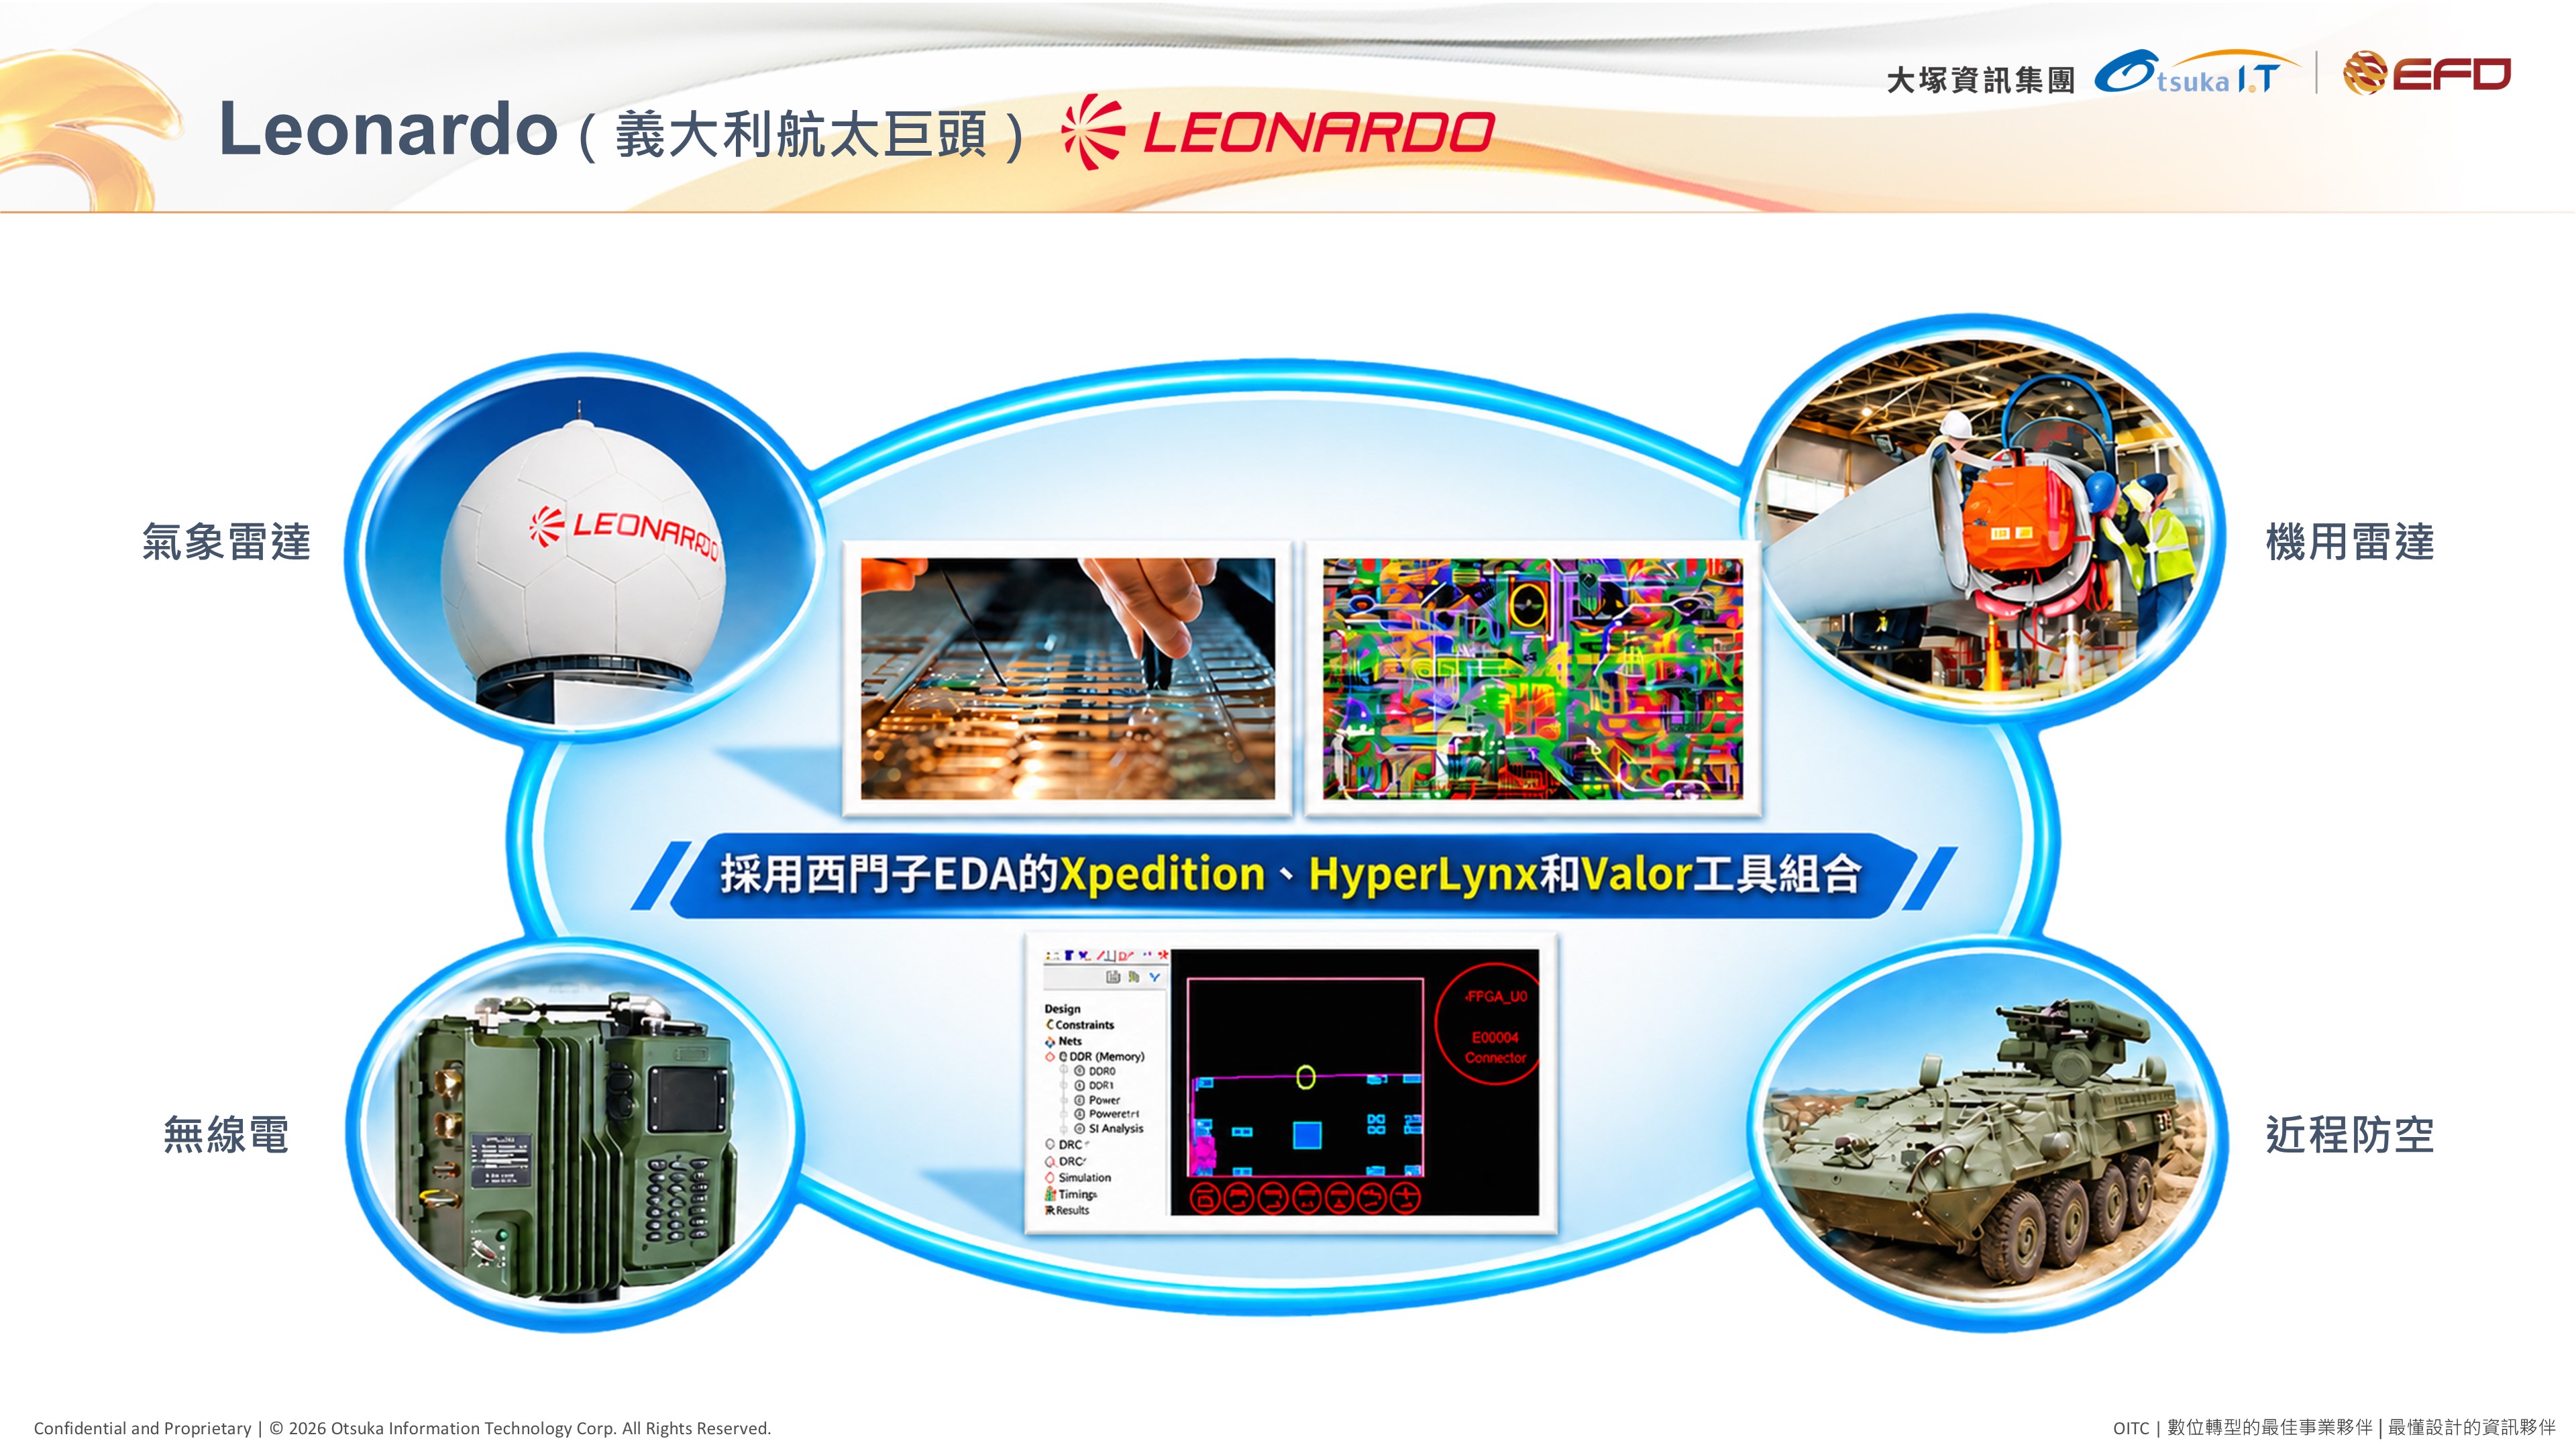 大塚資訊集團 Otsuka I.T EFD
Leonardo（義大利航太巨頭） LEONARDO
LEONARDO
氣象雷達
機用雷達
採用西門子EDA的Xpedition、HyperLynx和Valor工具組合
Design
Constraints
Nets
DDR (Memory)
DDR0
DDR1
Power
Poweretrl
SI Analysis
DRC
DRC
Simulation
Timings
Results
FPGA_U0
E00004
Connector
無線電
近程防空
Confidential and Proprietary | © 2026 Otsuka Information Technology Corp. All Rights Reserved.
OITC | 數位轉型的最佳事業夥伴 | 最懂設計的資訊夥伴